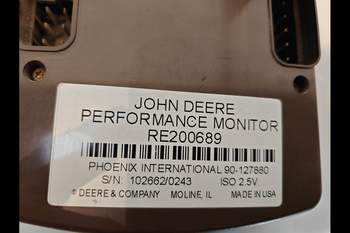 JOHN DEERE
PERFORMANCE MONITOR
RE200689
PHOENIX INTERNATIONAL 90-127880
S/N: 102662/0243 ISO 2.5V
® DEERE & COMPANY MOLINE, IL MADE IN USA